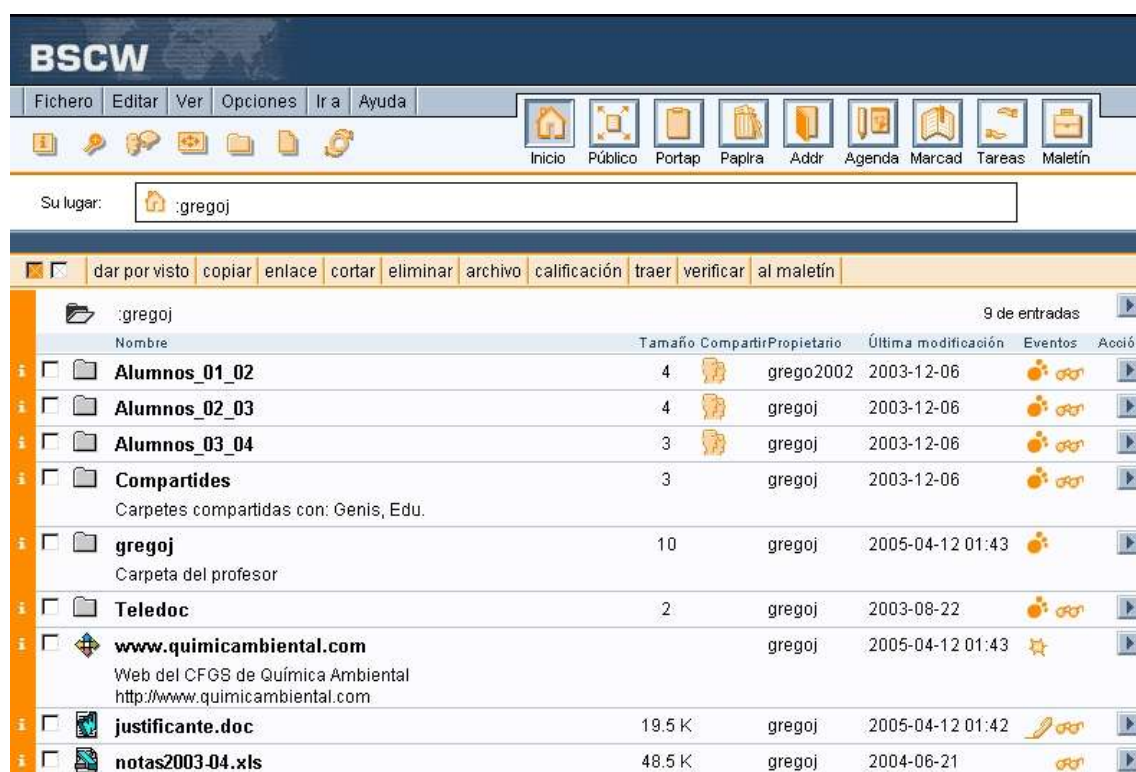 BSCW
Fichero Editar Ver Opciones Ir a Ayuda
Inicio Público Portap Paplra Addr Agenda Marcad Tareas Maletín
Su lugar: :gregoj
dar por visto copiar enlace cortar eliminar archivo calificación traer verificar al maletín
:gregoj 9 de entradas
Nombre Tamaño Compartir Propietario Última modificación Eventos Acció
Alumnos_01_02 4 grego2002 2003-12-06
Alumnos_02_03 4 gregoj 2003-12-06
Alumnos_03_04 3 gregoj 2003-12-06
Compartides 3 gregoj 2003-12-06
Carpetes compartidas con: Genis, Edu.
gregoj 10 gregoj 2005-04-12 01:43
Carpeta del profesor
Teledoc 2 gregoj 2003-08-22
www.quimicambiental.com gregoj 2005-04-12 01:43
Web del CFGS de Química Ambiental
http://www.quimicambiental.com
justificante.doc 19.5 K gregoj 2005-04-12 01:42
notas2003-04.xls 48.5 K gregoj 2004-06-21